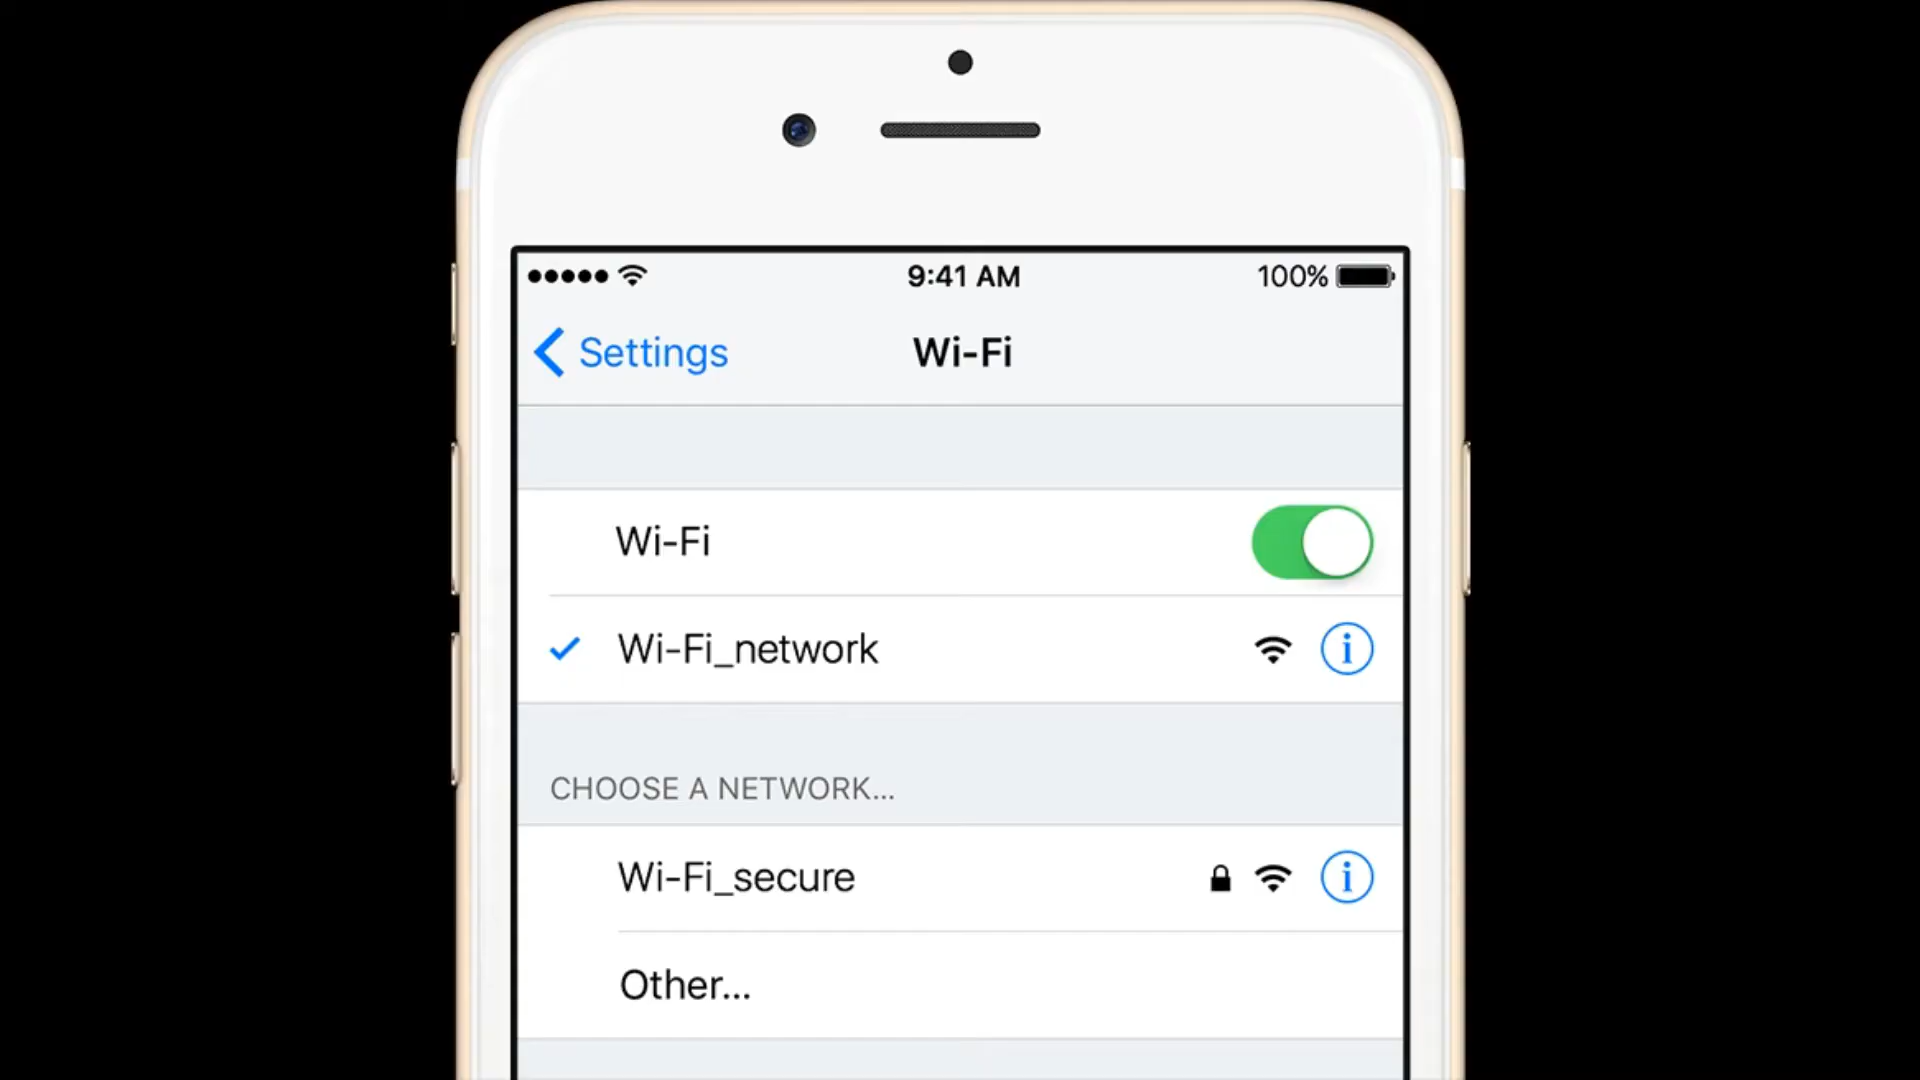 9:41 AM 100%
Settings Wi-Fi
Wi-Fi
Wi-Fi_network
CHOOSE A NETWORK...
Wi-Fi_secure
Other...